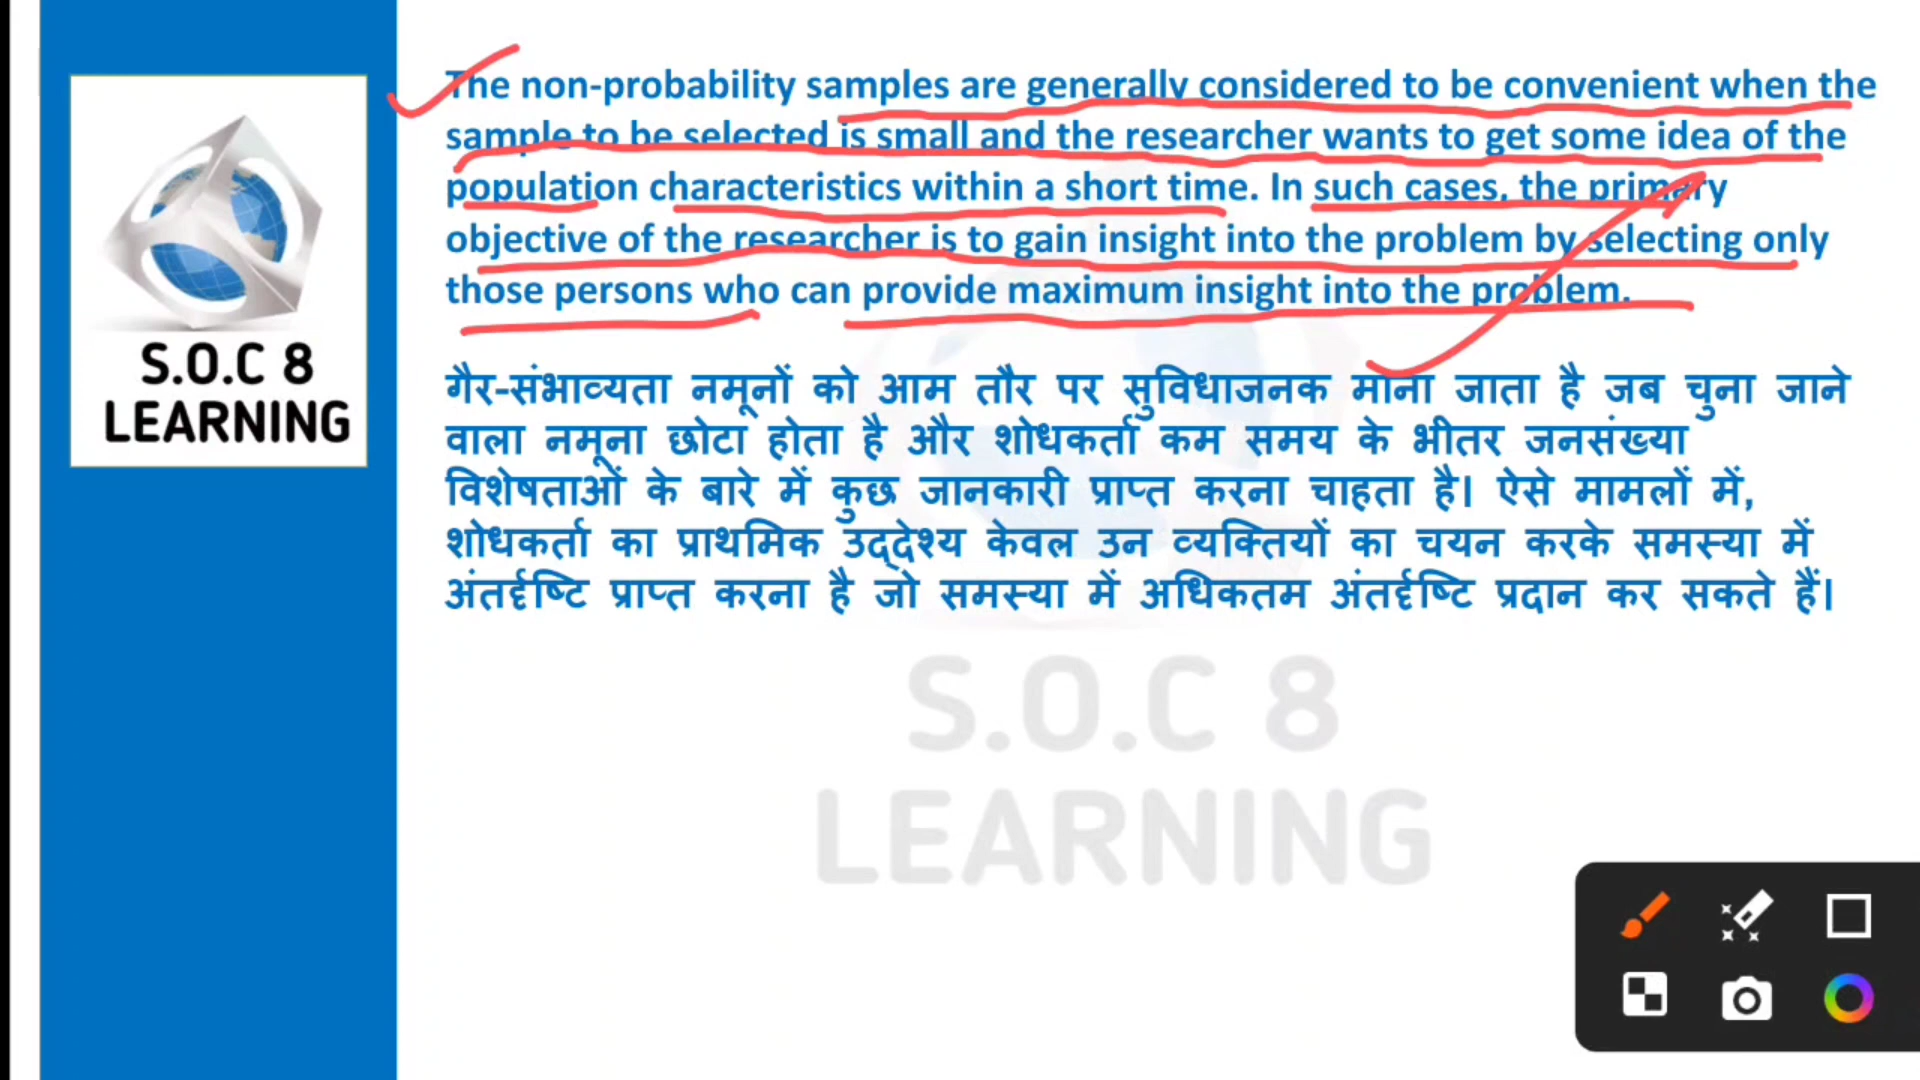 S.O.C 8
LEARNING
The non-probability samples are generally considered to be convenient when the
sample to be selected is small and the researcher wants to get some idea of the
population characteristics within a short time. In such cases, the primary
objective of the researcher is to gain insight into the problem by selecting only
those persons who can provide maximum insight into the problem.
गैर-संभाव्यता नमूनों को आम तौर पर सुविधाजनक माना जाता है जब चुना जाने
वाला नमूना छोटा होता है और शोधकर्ता कम समय के भीतर जनसंख्या
विशेषताओं के बारे में कुछ जानकारी प्राप्त करना चाहता है। ऐसे मामलों में,
शोधकर्ता का प्राथमिक उद्देश्य केवल उन व्यक्तियों का चयन करके समस्या में
अंतर्दृष्टि प्राप्त करना है जो समस्या में अधिकतम अंतर्दृष्टि प्रदान कर सकते हैं।
S.O.C 8
LEARNING